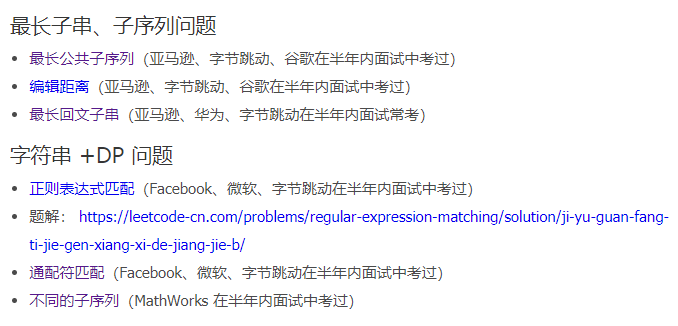 最长子串、子序列问题
最长公共子序列（亚马逊、字节跳动、谷歌在半年内面试中考过）
编辑距离（亚马逊、字节跳动、谷歌在半年内面试中考过）
最长回文子串（亚马逊、华为、字节跳动在半年内面试常考）
字符串 +DP 问题
正则表达式匹配（Facebook、微软、字节跳动在半年内面试中考过）
题解： https://leetcode-cn.com/problems/regular-expression-matching/solution/ji-yu-guan-fang-
ti-jie-gen-xiang-xi-de-jiang-jie-b/
通配符匹配（Facebook、微软、字节跳动在半年内面试中考过）
不同的子序列（MathWorks 在半年内面试中考过）